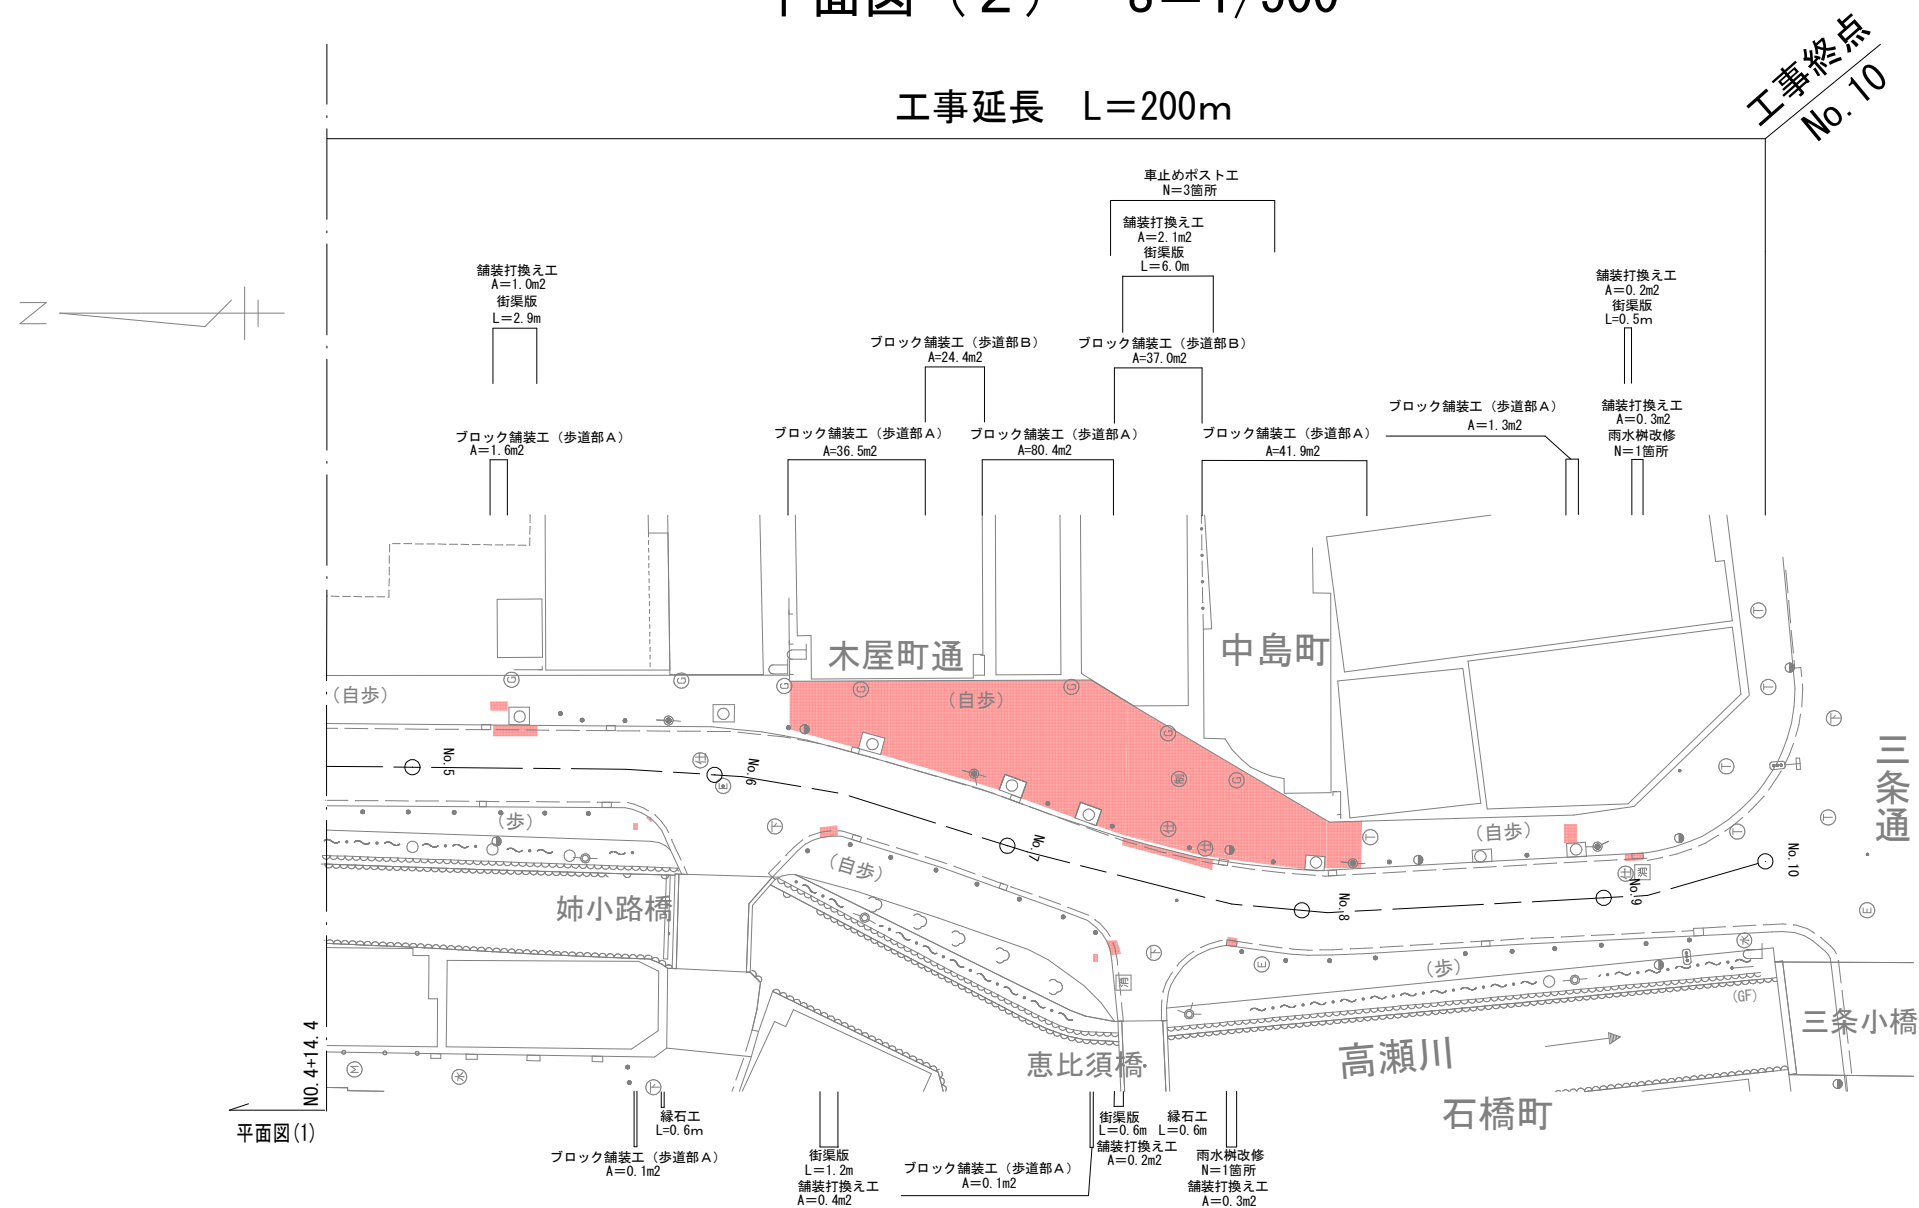 平面図（2）　S＝1/500
工事延長　L＝200m
工事終点
No.10
車止めポスト工
N＝3箇所
舗装打換え工
A＝2.1m2
街渠版
L＝6.0m
舗装打換え工
A＝1.0m2
街渠版
L＝2.9m
舗装打換え工
A＝0.2m2
街渠版
L=0.5m
ブロック舗装工（歩道部B）
A=24.4m2
ブロック舗装工（歩道部B）
A=37.0m2
ブロック舗装工（歩道部A）
A＝1.3m2
舗装打換え工
A＝0.3m2
雨水桝改修
N＝1箇所
ブロック舗装工（歩道部A）
A＝1.6m2
ブロック舗装工（歩道部A）
A=36.5m2
ブロック舗装工（歩道部A）
A=80.4m2
ブロック舗装工（歩道部A）
A=41.9m2
N
木屋町通
中島町
（自歩）
（自歩）
（自歩）
（自歩）
（歩）
（歩）
三条通
No.5
No.6
No.7
No.8
No.9
No.10
姉小路橋
恵比須橋
高瀬川
石橋町
三条小橋
(GF)
NO.4+14.4
平面図(1)
縁石工
L=0.6m
ブロック舗装工（歩道部A）
A＝0.1m2
街渠版
L＝1.2m
舗装打換え工
A＝0.4m2
ブロック舗装工（歩道部A）
A＝0.1m2
街渠版
L＝0.6m
舗装打換え工
A＝0.2m2
縁石工
L＝0.6m
雨水桝改修
N＝1箇所
舗装打換え工
A＝0.3m2